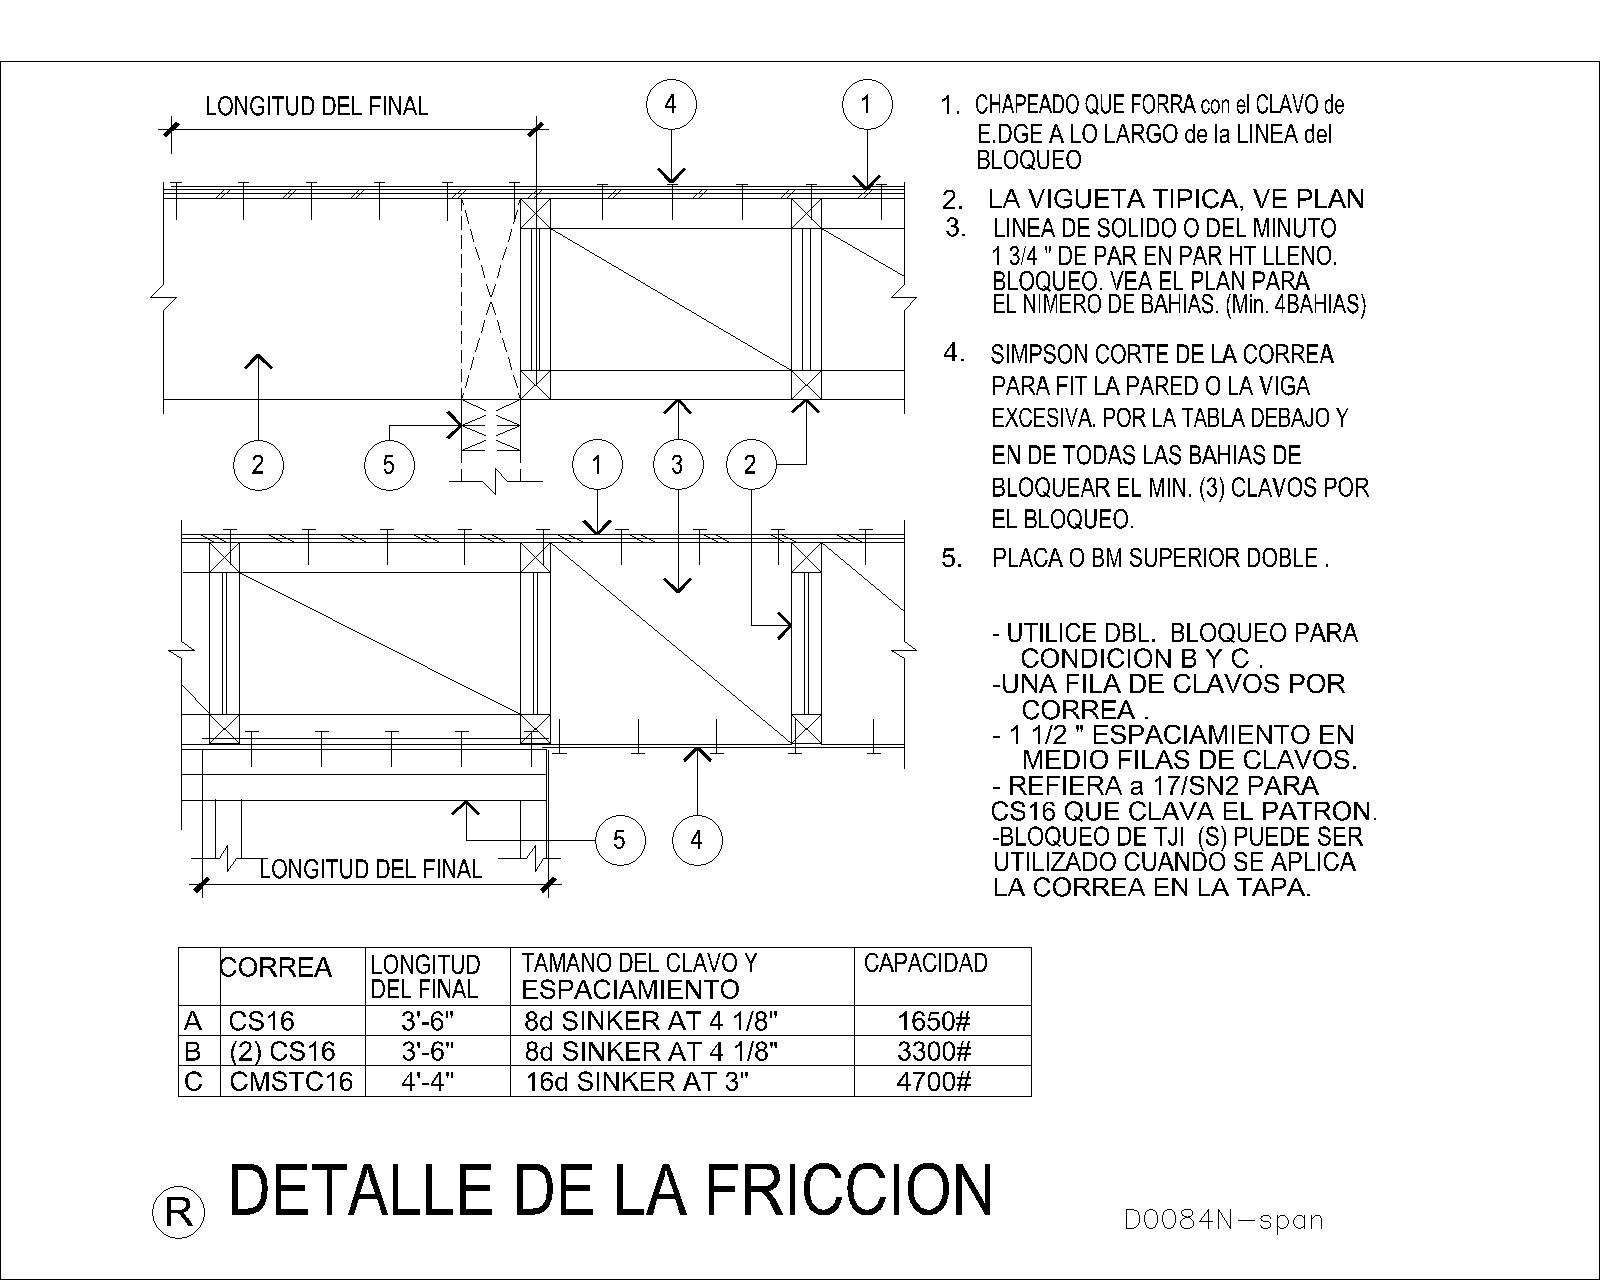 LONGITUD DEL FINAL
4
1
2
5
1
3
2
5
4
LONGITUD DEL FINAL
1. CHAPEADO QUE FORRA con el CLAVO de
E.DGE A LO LARGO de la LINEA del
BLOQUEO
2. LA VIGUETA TIPICA, VE PLAN
3. LINEA DE SOLIDO O DEL MINUTO
1 3/4 " DE PAR EN PAR HT LLENO.
BLOQUEO. VEA EL PLAN PARA
EL NIMERO DE BAHIAS. (Min. 4BAHIAS)
4. SIMPSON CORTE DE LA CORREA
PARA FIT LA PARED O LA VIGA
EXCESIVA. POR LA TABLA DEBAJO Y
EN DE TODAS LAS BAHIAS DE
BLOQUEAR EL MIN. (3) CLAVOS POR
EL BLOQUEO.
5. PLACA O BM SUPERIOR DOBLE .
- UTILICE DBL. BLOQUEO PARA
CONDICION B Y C .
-UNA FILA DE CLAVOS POR
CORREA .
- 1 1/2 " ESPACIAMIENTO EN
MEDIO FILAS DE CLAVOS.
- REFIERA a 17/SN2 PARA
CS16 QUE CLAVA EL PATRON.
-BLOQUEO DE TJI (S) PUEDE SER
UTILIZADO CUANDO SE APLICA
LA CORREA EN LA TAPA.
CORREA LONGITUD DEL FINAL TAMANO DEL CLAVO Y ESPACIAMIENTO CAPACIDAD
A CS16 3'-6" 8d SINKER AT 4 1/8" 1650#
B (2) CS16 3'-6" 8d SINKER AT 4 1/8" 3300#
C CMSTC16 4'-4" 16d SINKER AT 3" 4700#
R DETALLE DE LA FRICCION
D0084N-span